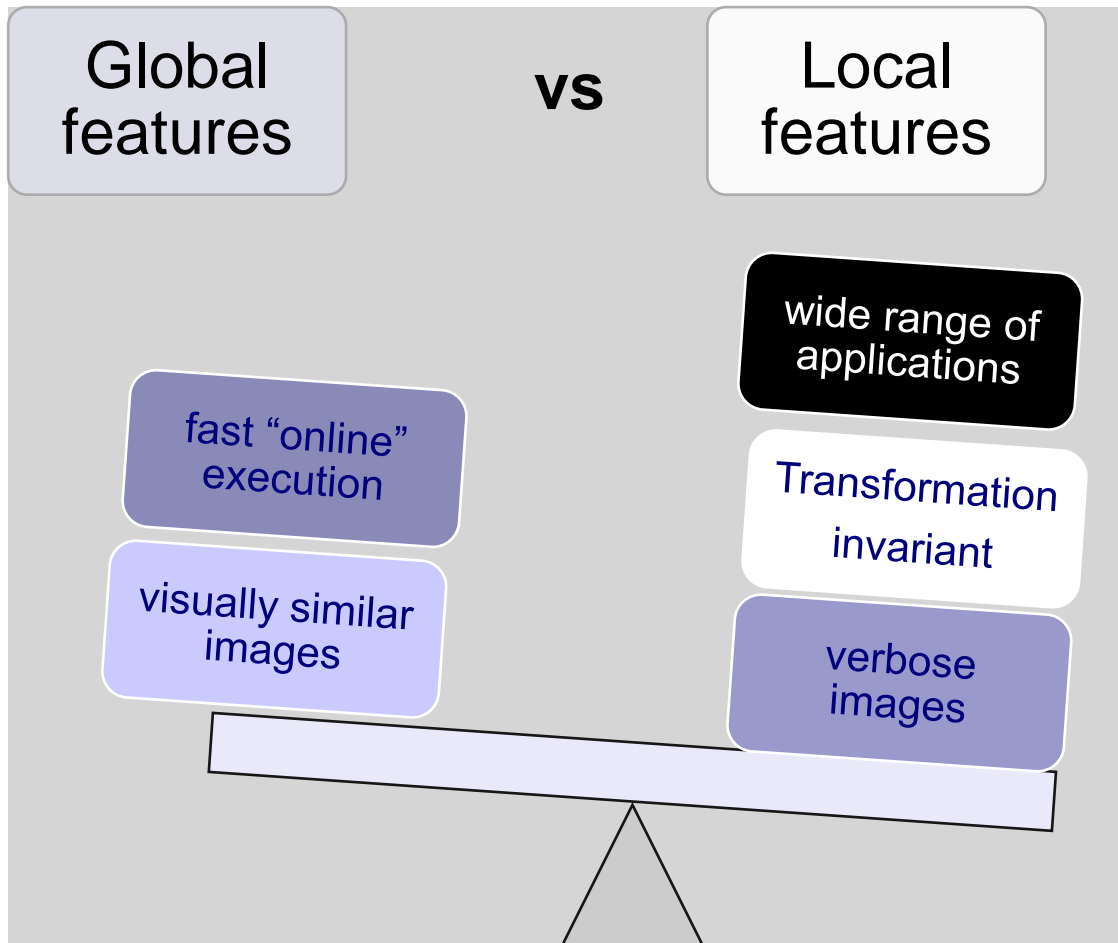 Global
features
vs
Local
features
fast “online”
execution
visually similar
images
wide range of
applications
Transformation
invariant
verbose
images